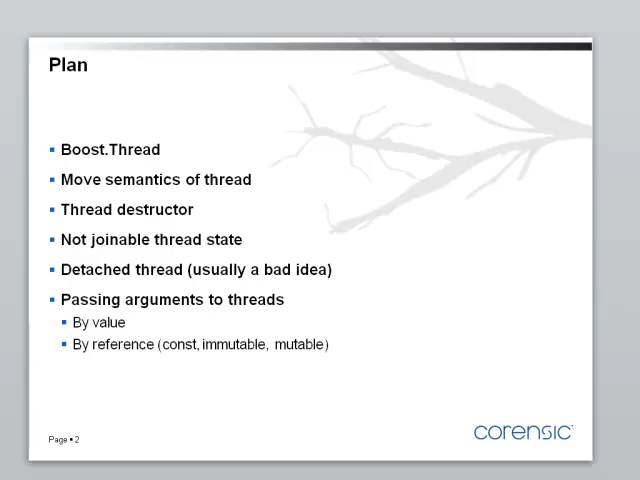 Plan
▪ Boost.Thread
▪ Move semantics of thread
▪ Thread destructor
▪ Not joinable thread state
▪ Detached thread (usually a bad idea)
▪ Passing arguments to threads
▪ By value
▪ By reference (const, immutable, mutable)
Page ▪ 2
corensic